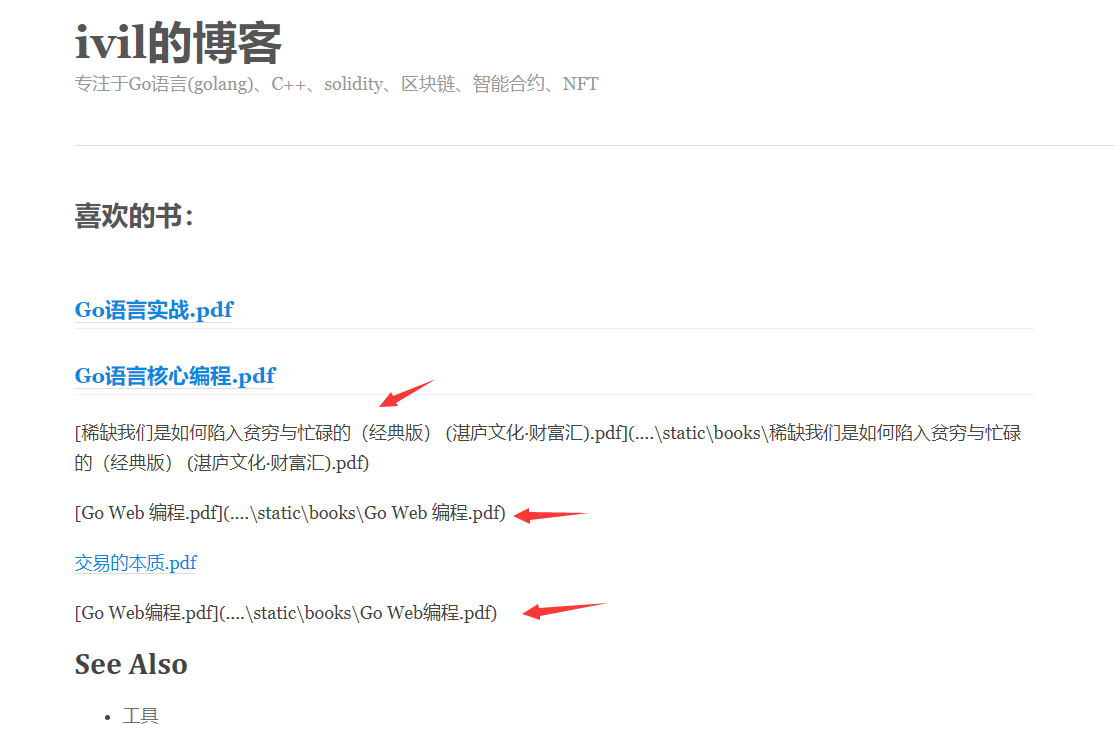 ivil的博客
专注于Go语言(golang)、C++、solidity、区块链、智能合约、NFT
喜欢的书：
Go语言实战.pdf
Go语言核心编程.pdf
[稀缺我们是如何陷入贫穷与忙碌的（经典版） (湛庐文化·财富汇).pdf](....\static\books\稀缺我们是如何陷入贫穷与忙碌
的（经典版） (湛庐文化·财富汇).pdf)
[Go Web 编程.pdf](....\static\books\Go Web 编程.pdf)
交易的本质.pdf
[Go Web编程.pdf](....\static\books\Go Web编程.pdf)
See Also
• 工具